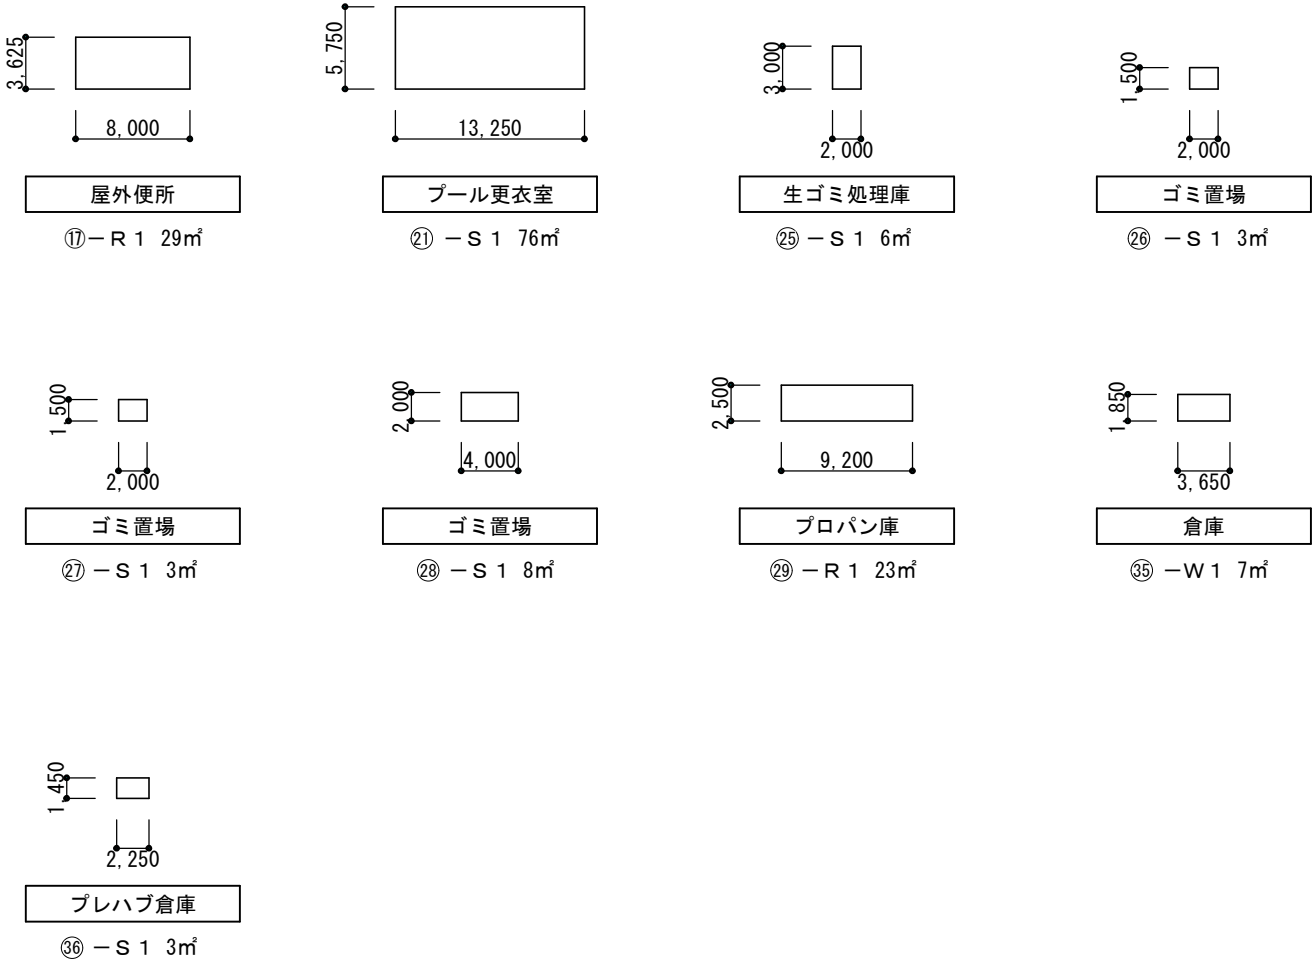 3,625
8,000
屋外便所
⑰－Ｒ１ 29㎡
5,750
13,250
プール更衣室
㉑－Ｓ１ 76㎡
3,000
2,000
生ゴミ処理庫
㉕－Ｓ１ 6㎡
1,500
2,000
ゴミ置場
㉖－Ｓ１ 3㎡
1,500
2,000
ゴミ置場
㉗－Ｓ１ 3㎡
2,000
4,000
ゴミ置場
㉘－Ｓ１ 8㎡
2,500
9,200
プロパン庫
㉙－Ｒ１ 23㎡
1,850
3,650
倉庫
㉟－Ｗ１ 7㎡
1,450
2,250
プレハブ倉庫
㊱－Ｓ１ 3㎡